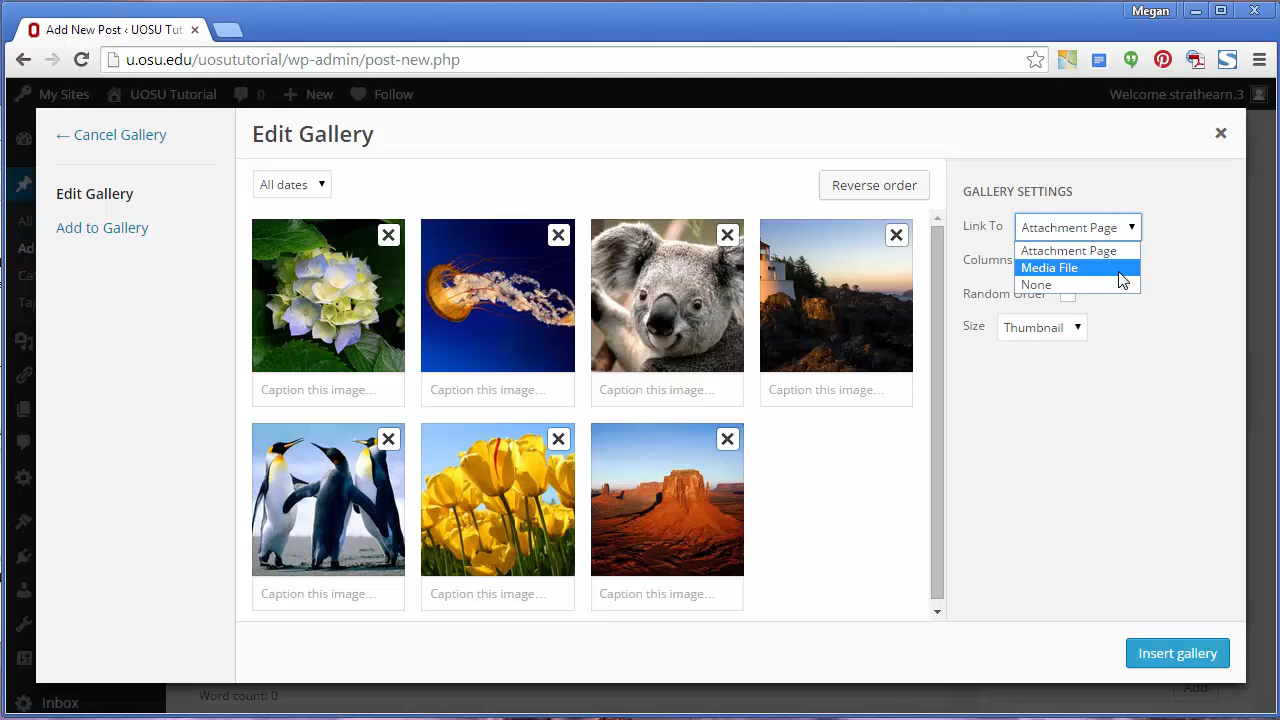 Megan
Add New Post ‹ UOSU Tut
u.osu.edu/uosututorial/wp-admin/post-new.php
My Sites UOSU Tutorial 0 New Follow Welcome strathearn.3
← Cancel Gallery
Edit Gallery
Add to Gallery
Edit Gallery
All dates
Reverse order
Caption this image...
Caption this image...
Caption this image...
Caption this image...
Caption this image...
Caption this image...
Caption this image...
GALLERY SETTINGS
Link To Attachment Page
Attachment Page
Media File
None
Columns
Random Order
Size Thumbnail
Insert gallery
All
Ad
Cat
Tag
Inbox
Word count: 0
Add